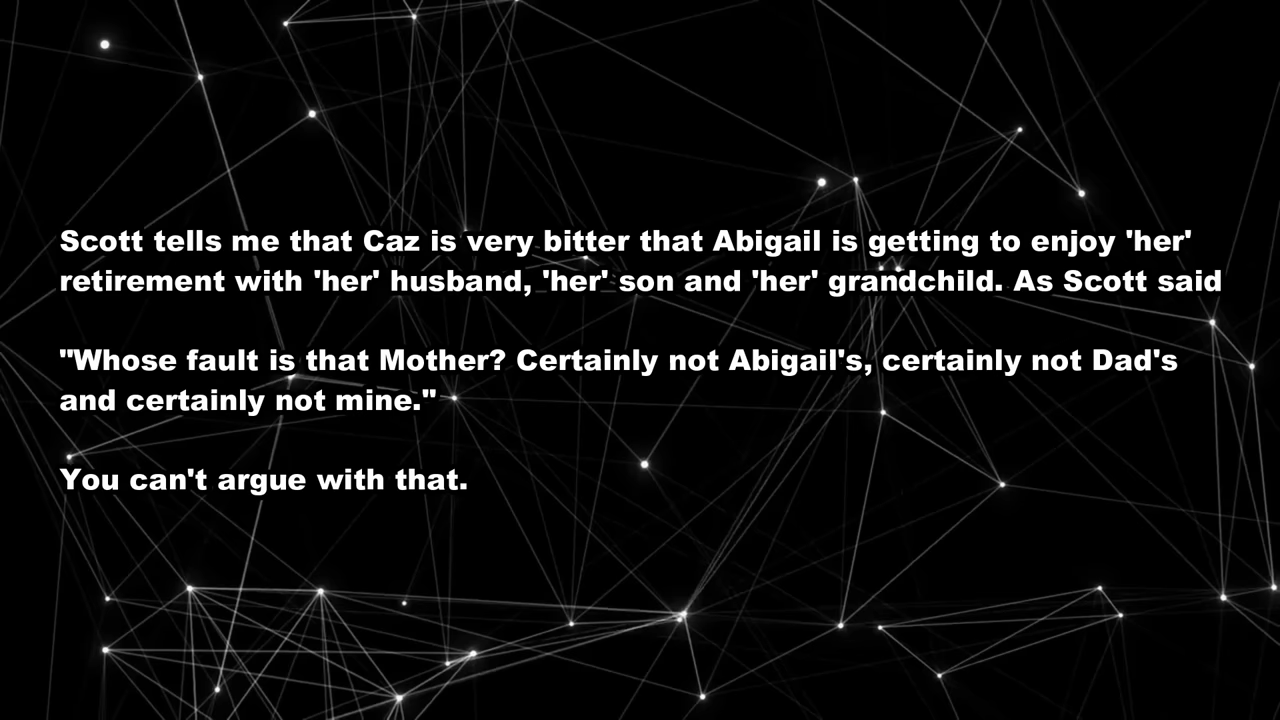 Scott tells me that Caz is very bitter that Abigail is getting to enjoy 'her'
retirement with 'her' husband, 'her' son and 'her' grandchild. As Scott said
"Whose fault is that Mother? Certainly not Abigail's, certainly not Dad's
and certainly not mine."
You can't argue with that.